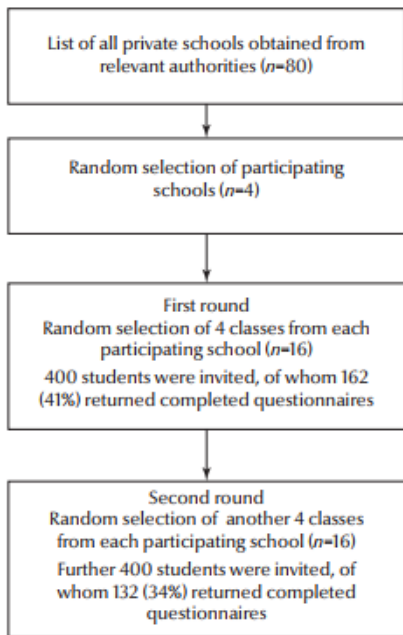 List of all private schools obtained from
relevant authorities (n=80)
Random selection of participating
schools (n=4)
First round
Random selection of 4 classes from each
participating school (n=16)
400 students were invited, of whom 162
(41%) returned completed questionnaires
Second round
Random selection of another 4 classes
from each participating school (n=16)
Further 400 students were invited, of
whom 132 (34%) returned completed
questionnaires